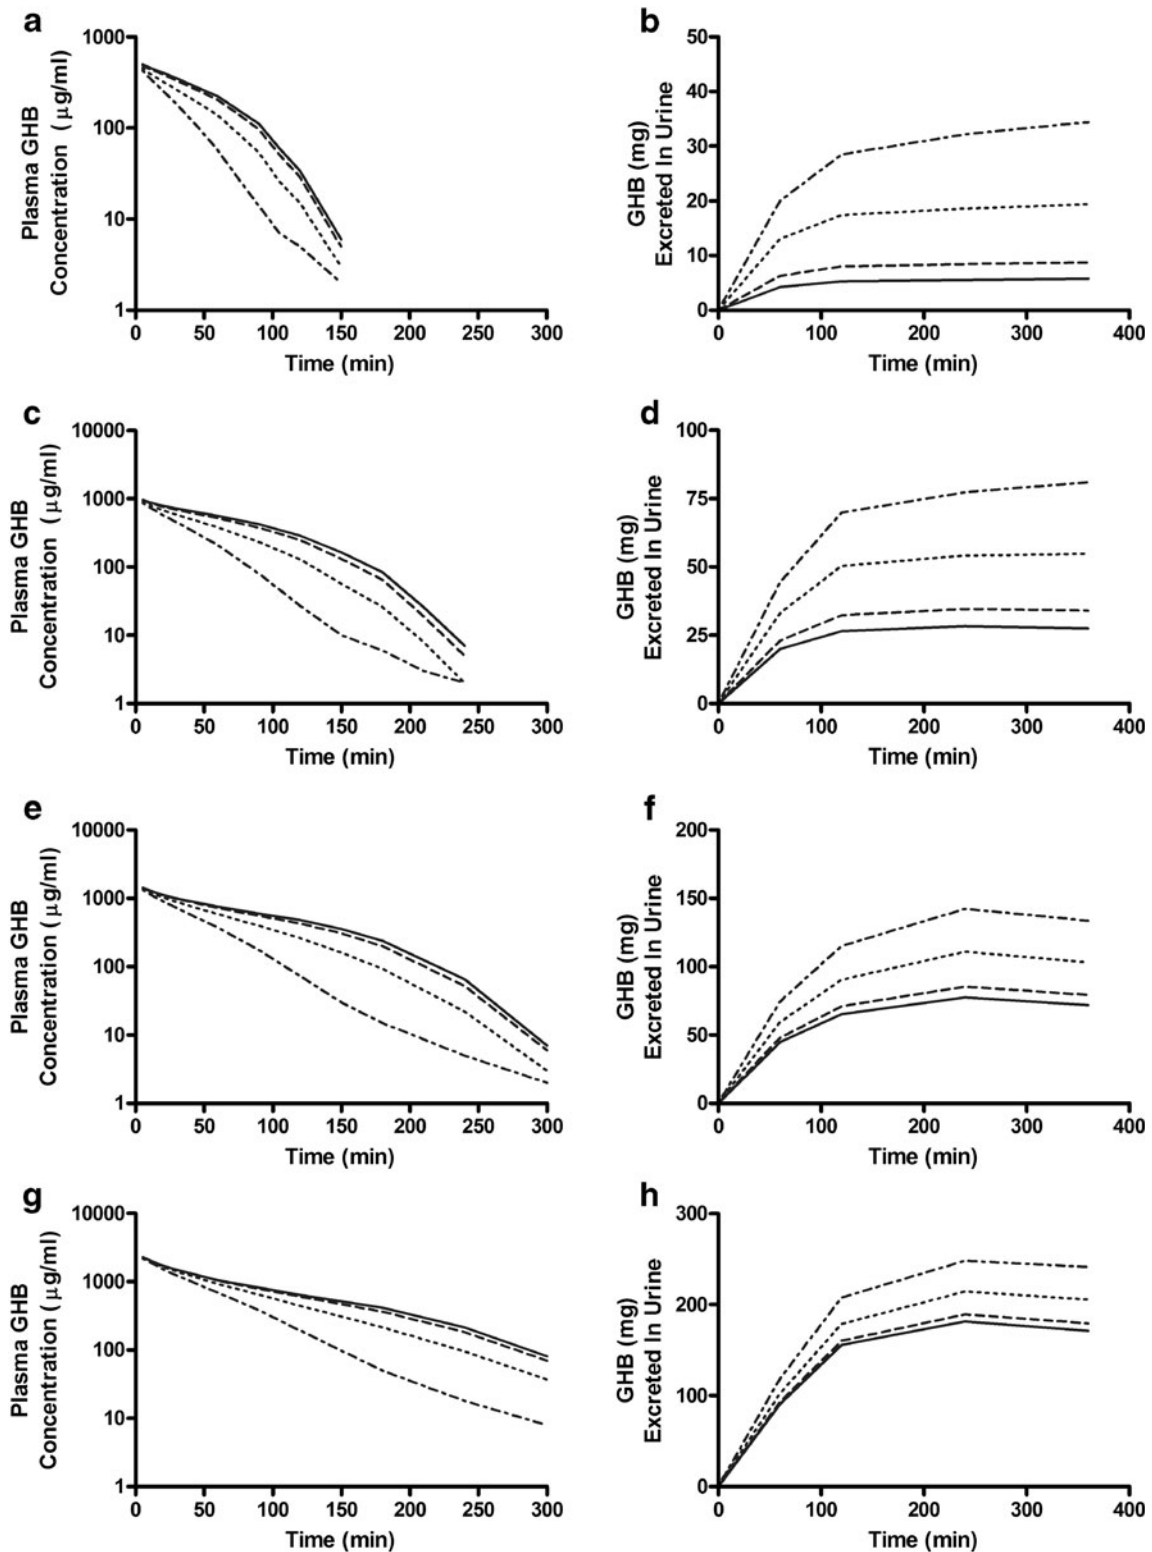 a
1000
100
10
1
Plasma GHB
Concentration (µg/ml)
0 50 100 150 200 250 300
Time (min)
b
50
40
30
20
10
0
GHB (mg)
Excreted In Urine
0 100 200 300 400
Time (min)
c
10000
1000
100
10
1
Plasma GHB
Concentration (µg/ml)
0 50 100 150 200 250 300
Time (min)
d
100
75
50
25
0
GHB (mg)
Excreted In Urine
0 100 200 300 400
Time (min)
e
10000
1000
100
10
1
Plasma GHB
Concentration (µg/ml)
0 50 100 150 200 250 300
Time (min)
f
200
150
100
50
0
GHB (mg)
Excreted In Urine
0 100 200 300 400
Time (min)
g
10000
1000
100
10
1
Plasma GHB
Concentration (µg/ml)
0 50 100 150 200 250 300
Time (min)
h
300
200
100
0
GHB (mg)
Excreted In Urine
0 100 200 300 400
Time (min)